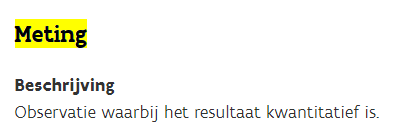 Meting
Beschrijving
Observatie waarbij het resultaat kwantitatief is.